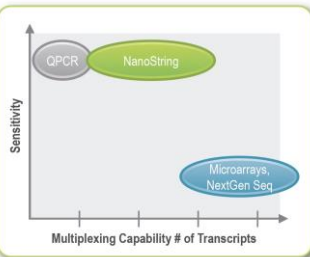 QPCR
NanoString
Sensitivity
Microarrays,
NextGen Seq
Multiplexing Capability # of Transcripts